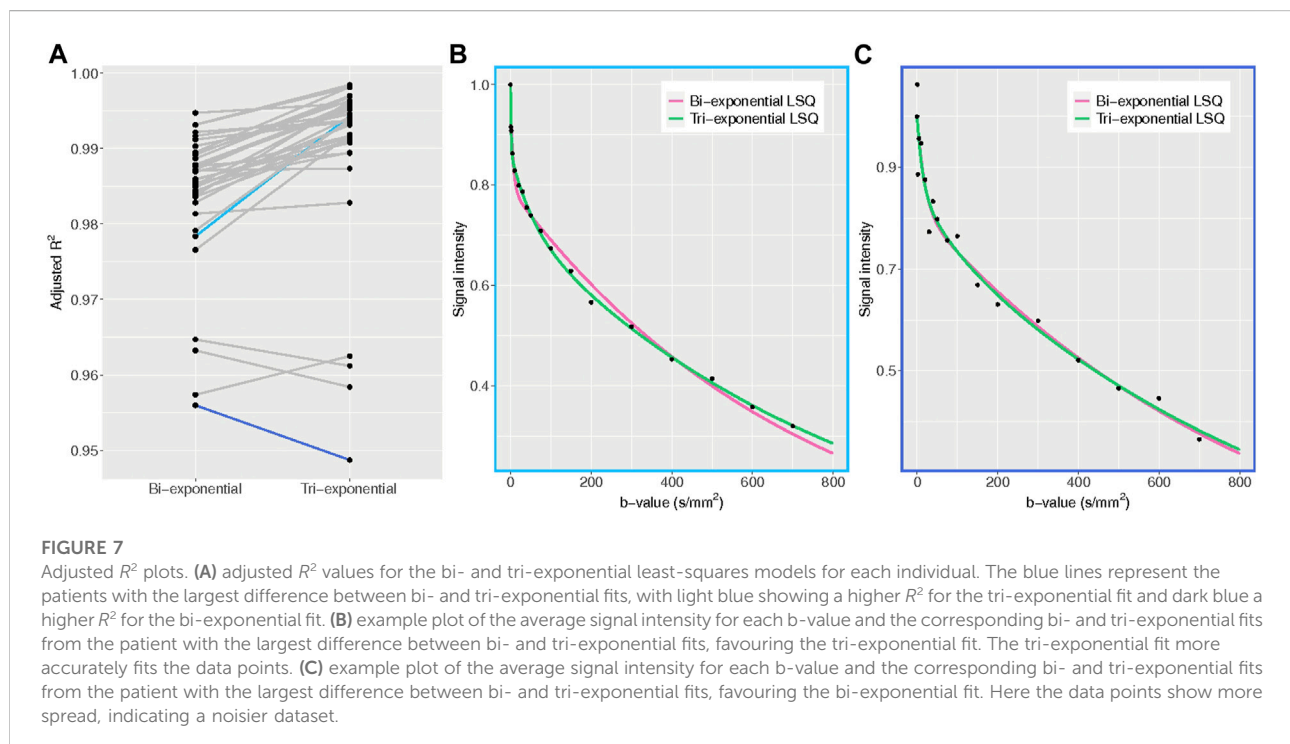 A
B
C
1.00
0.99
0.98
0.97
0.96
0.95
Adjusted R²
Bi−exponential
Tri−exponential
1.0
0.8
0.6
0.4
Signal intensity
Bi−exponential LSQ
Tri−exponential LSQ
0
200
400
600
800
b−value (s/mm²)
0.9
0.7
0.5
Signal intensity
Bi−exponential LSQ
Tri−exponential LSQ
0
200
400
600
800
b−value (s/mm²)
FIGURE 7
Adjusted R² plots. (A) adjusted R² values for the bi- and tri-exponential least-squares models for each individual. The blue lines represent the
patients with the largest difference between bi- and tri-exponential fits, with light blue showing a higher R² for the tri-exponential fit and dark blue a
higher R² for the bi-exponential fit. (B) example plot of the average signal intensity for each b-value and the corresponding bi- and tri-exponential fits
from the patient with the largest difference between bi- and tri-exponential fits, favouring the tri-exponential fit. The tri-exponential fit more
accurately fits the data points. (C) example plot of the average signal intensity for each b-value and the corresponding bi- and tri-exponential fits
from the patient with the largest difference between bi- and tri-exponential fits, favouring the bi-exponential fit. Here the data points show more
spread, indicating a noisier dataset.